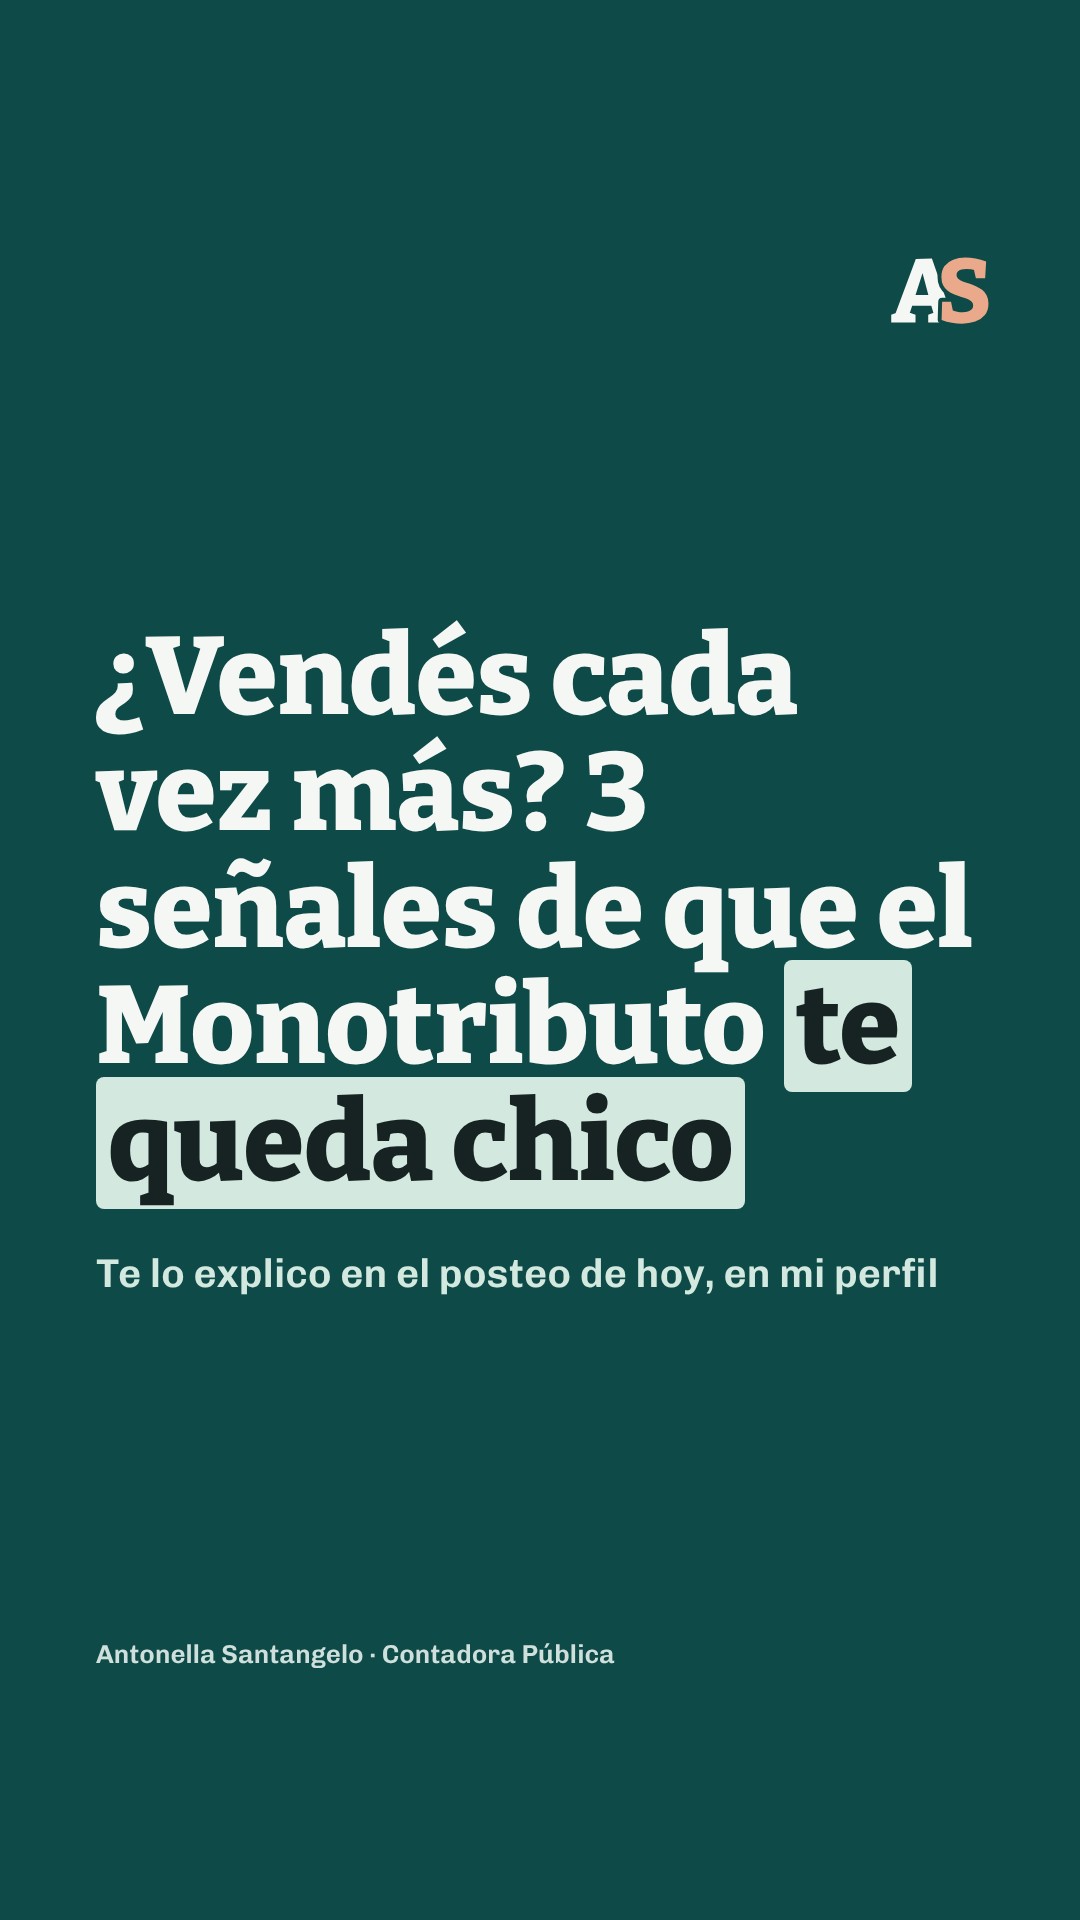 AS
¿Vendés cada
vez más? 3
señales de que el
Monotributo te
queda chico
Te lo explico en el posteo de hoy, en mi perfil
Antonella Santangelo · Contadora Pública